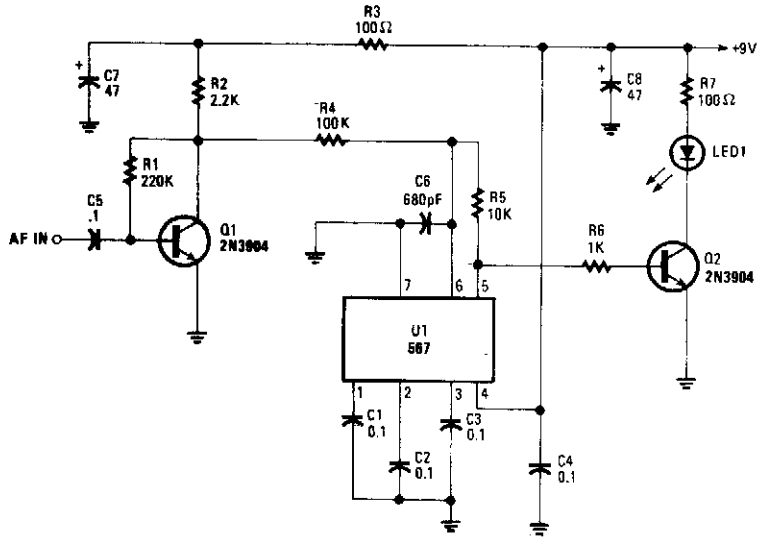 R3
100Ω
+9V
+
C7
47
R2
2.2K
R4
100K
+
C8
47
R7
100Ω
LED1
R1
220K
C6
680pF
R5
10K
C5
.1
AF IN
Q1
2N3904
R6
1K
Q2
2N3904
7
6
5
U1
567
1
2
3
4
C1
0.1
C3
0.1
C2
0.1
C4
0.1